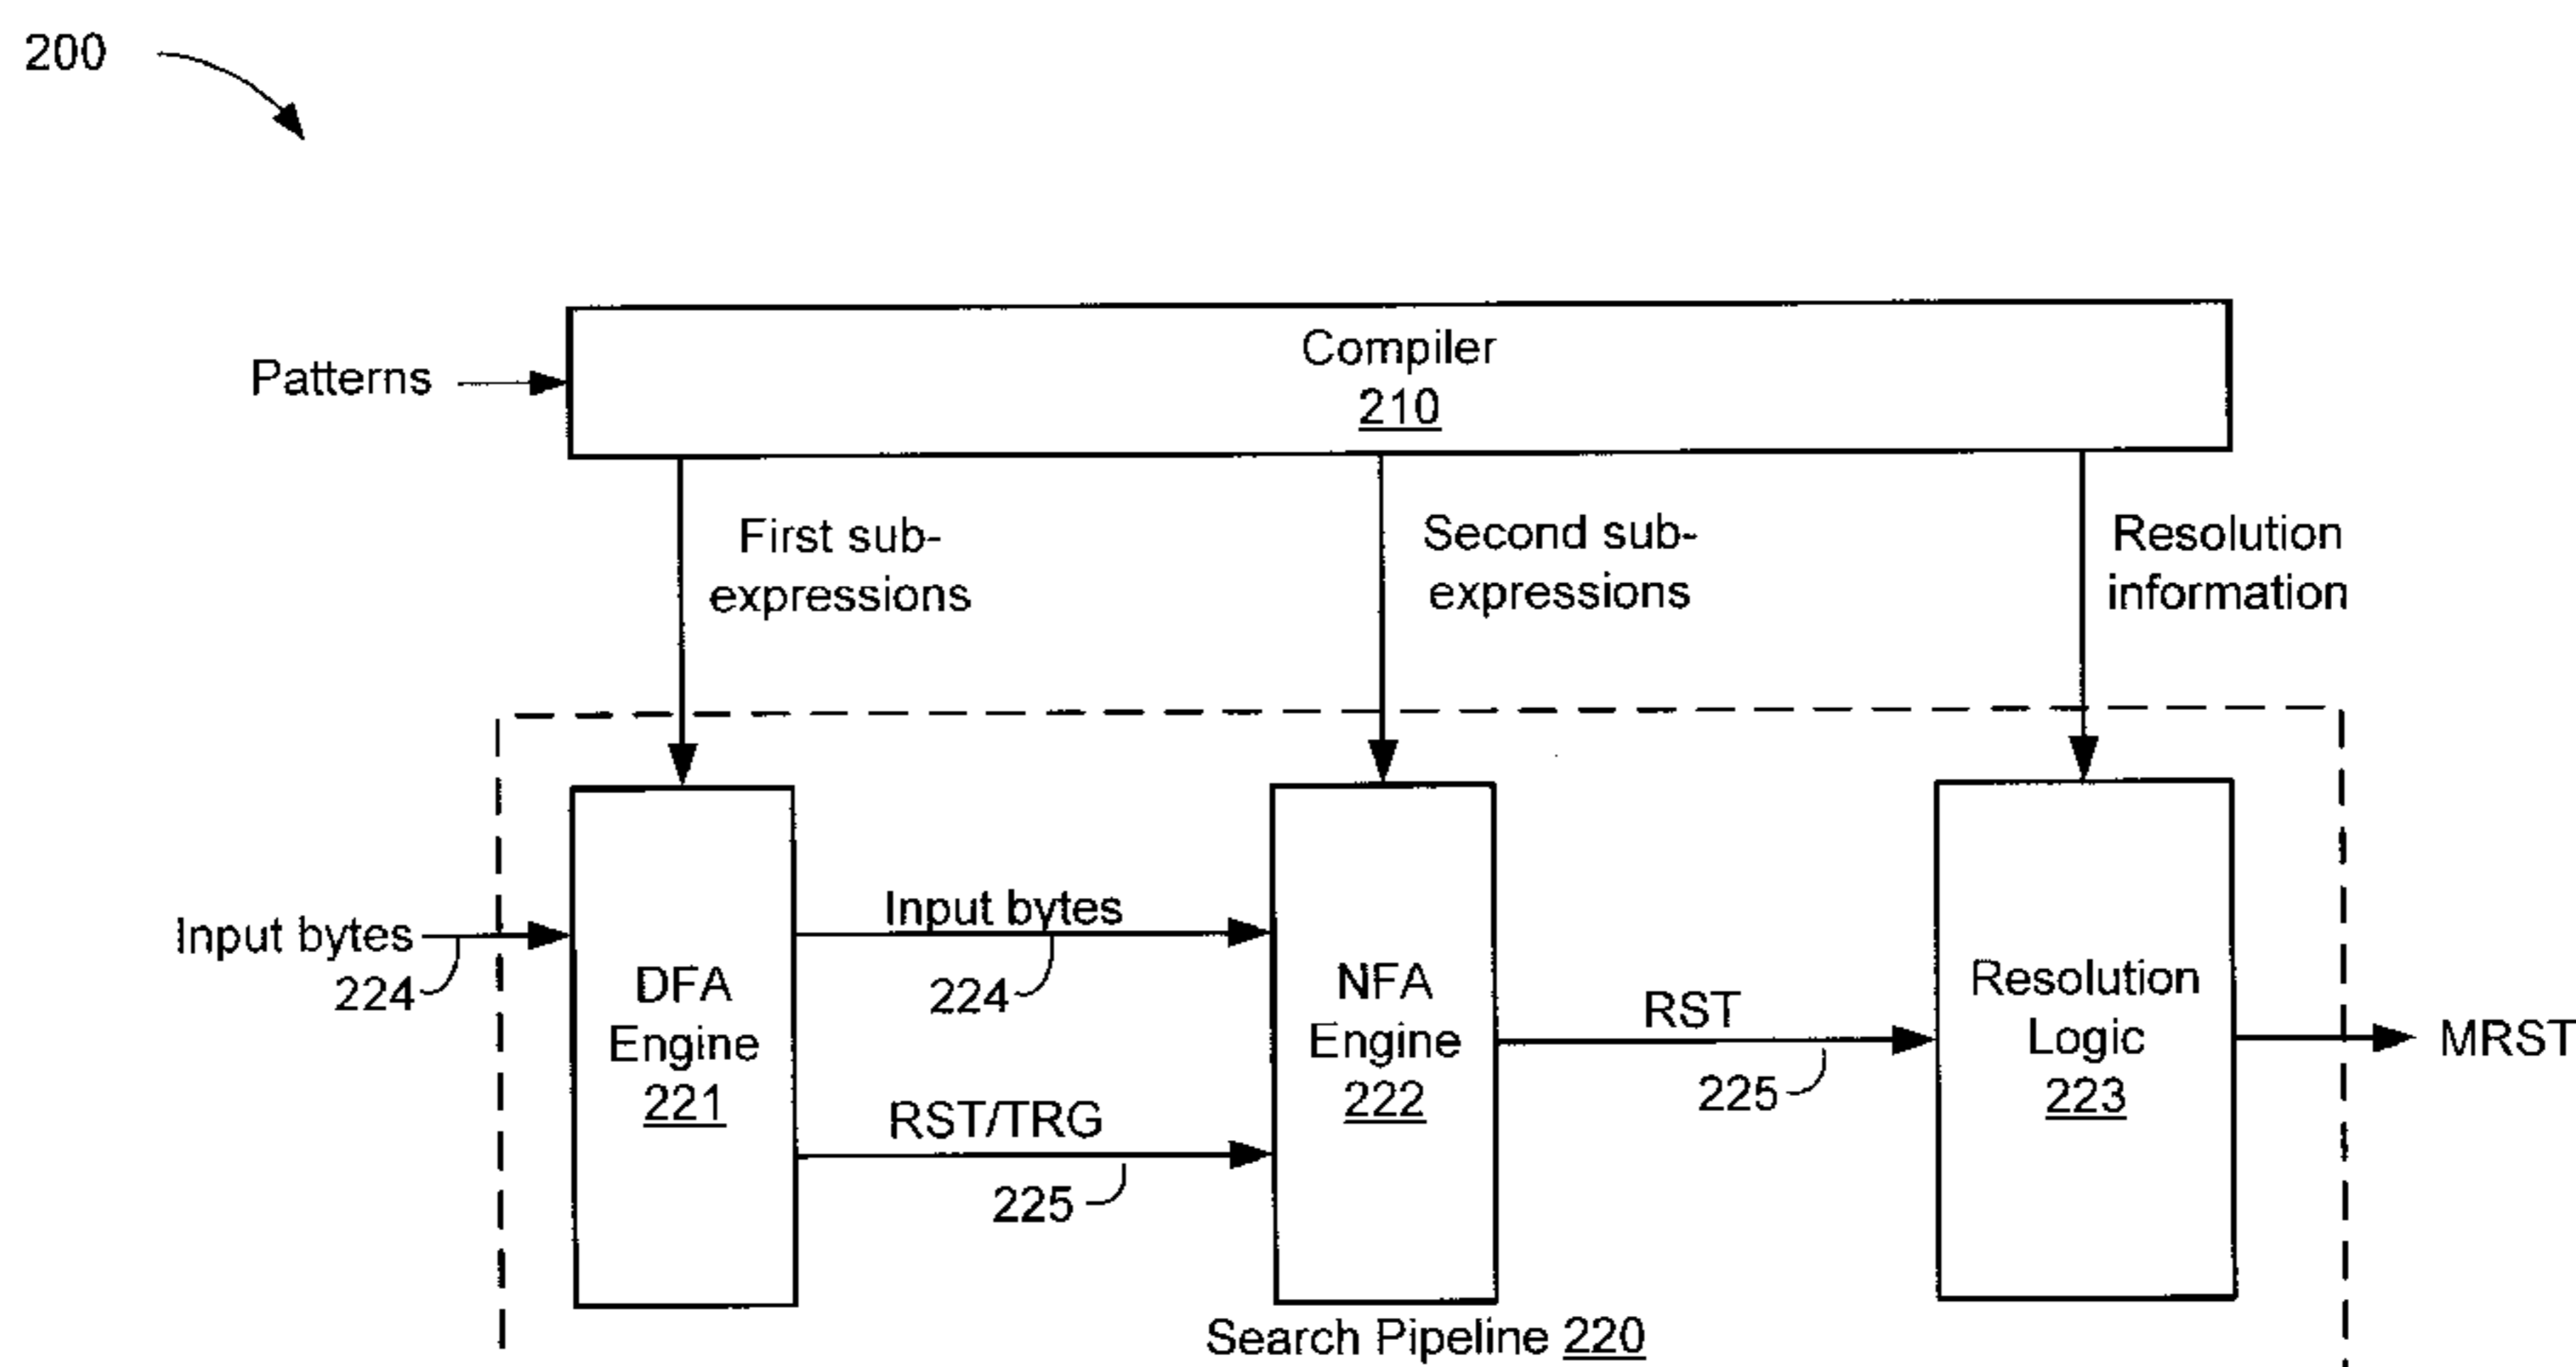 200
Compiler
210
Patterns
First sub-
expressions
Second sub-
expressions
Resolution
information
Input bytes
224
DFA
Engine
221
Input bytes
224
RST/TRG
225
NFA
Engine
222
RST
225
Resolution
Logic
223
MRST
Search Pipeline 220